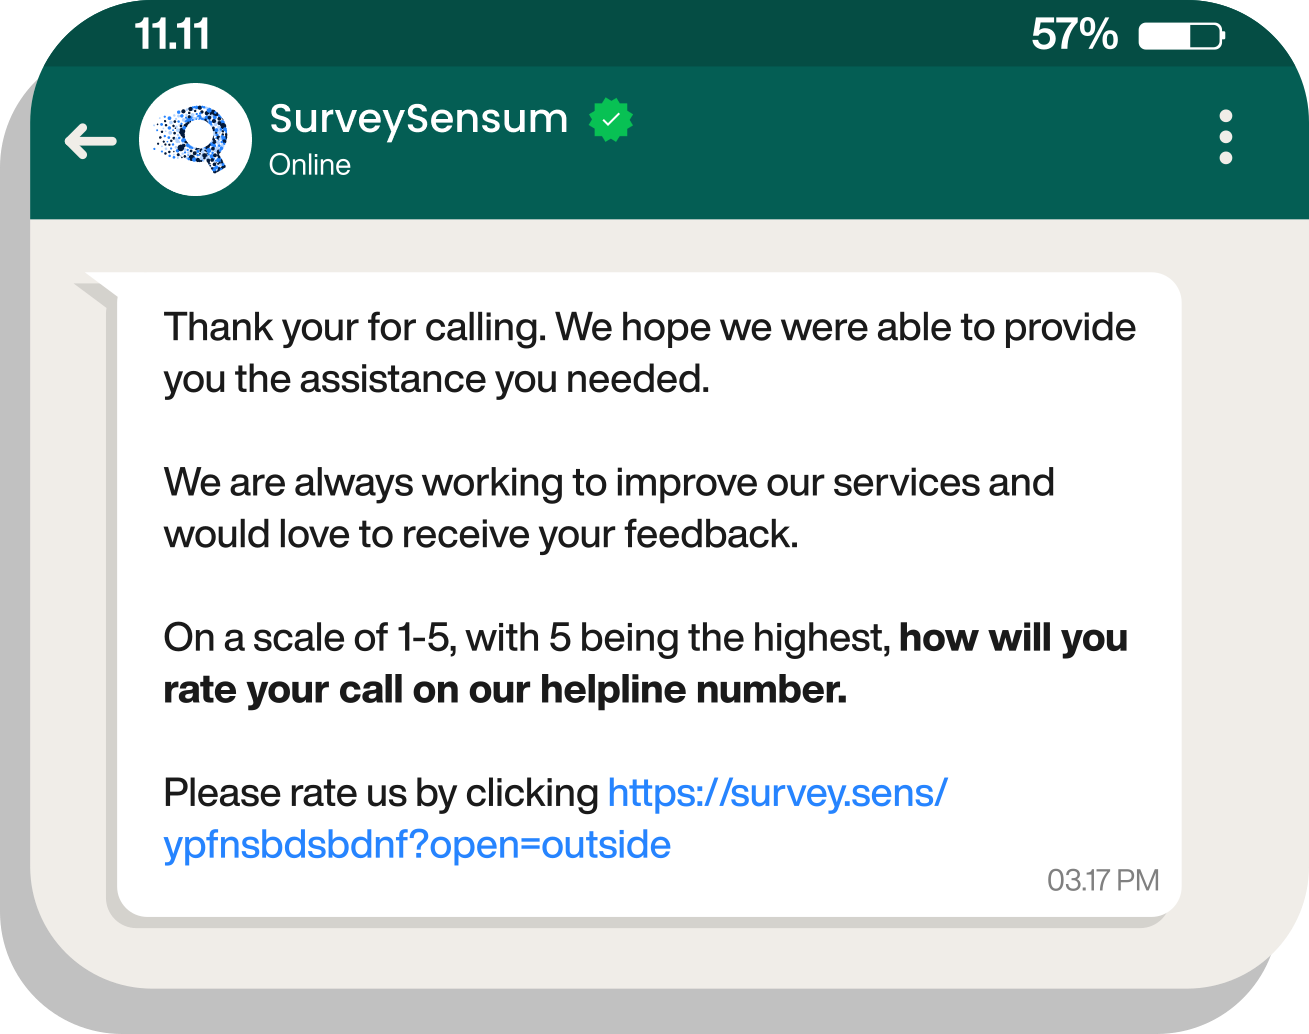 11.11
57%
SurveySensum
Online
Thank your for calling. We hope we were able to provide
you the assistance you needed.
We are always working to improve our services and
would love to receive your feedback.
On a scale of 1-5, with 5 being the highest, how will you
rate your call on our helpline number.
Please rate us by clicking https://survey.sens/
ypfnsbdsbdnf?open=outside
03.17 PM